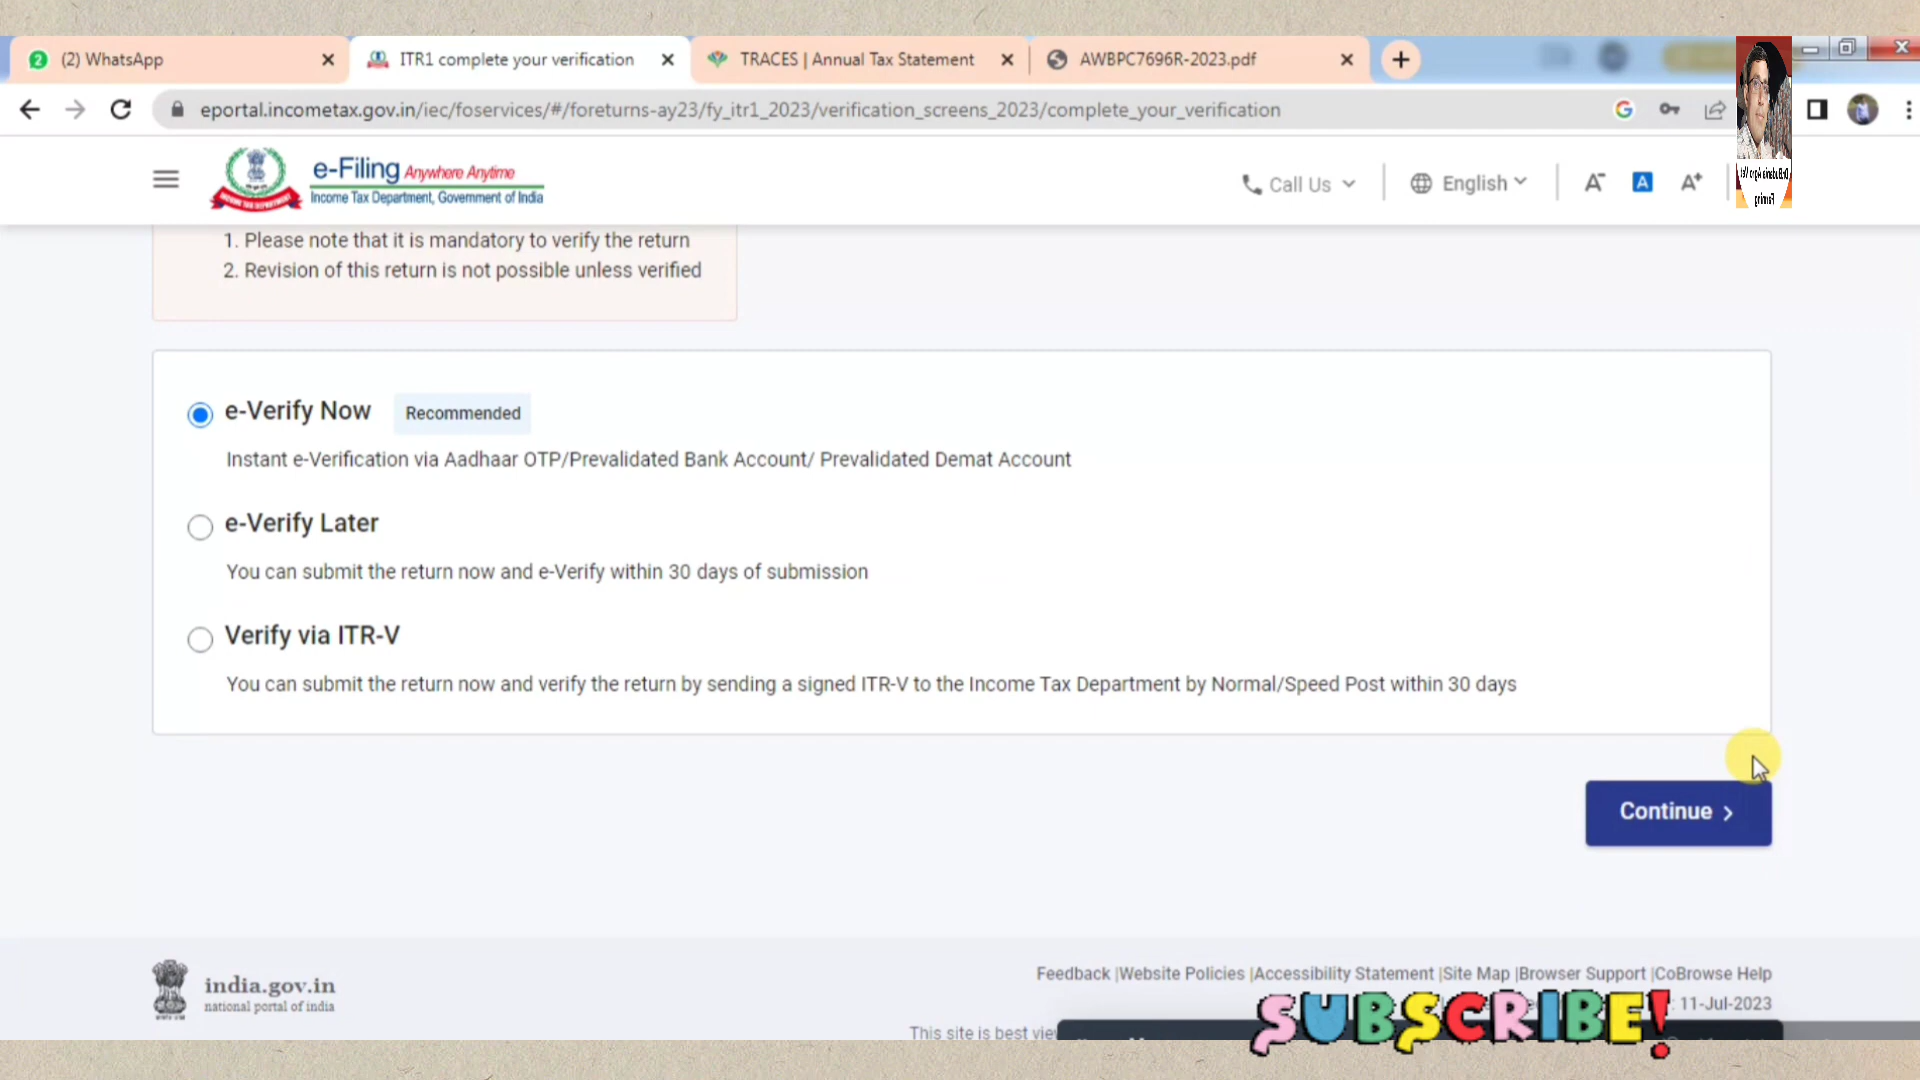 (2) WhatsApp
ITR1 complete your verification
TRACES | Annual Tax Statement
AWBPC7696R-2023.pdf
eportal.incometax.gov.in/iec/foservices/#/foreturns-ay23/fy_itr1_2023/verification_screens_2023/complete_your_verification
e-Filing Anywhere Anytime
Income Tax Department, Government of India
Call Us
English
A-
A
A+
1. Please note that it is mandatory to verify the return
2. Revision of this return is not possible unless verified
e-Verify Now
Recommended
Instant e-Verification via Aadhaar OTP/Prevalidated Bank Account/ Prevalidated Demat Account
e-Verify Later
You can submit the return now and e-Verify within 30 days of submission
Verify via ITR-V
You can submit the return now and verify the return by sending a signed ITR-V to the Income Tax Department by Normal/Speed Post within 30 days
Continue >
india.gov.in
national portal of india
Feedback |Website Policies |Accessibility Statement |Site Map |Browser Support |CoBrowse Help
: 11-Jul-2023
This site is best
SUBSCRIBE!